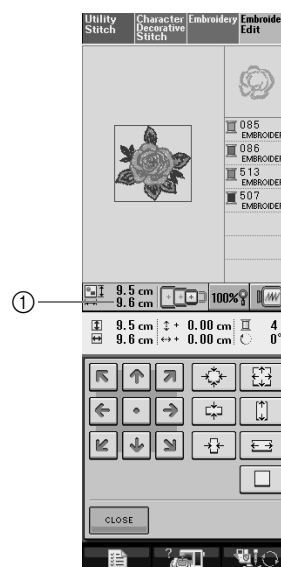 Utility Stitch
Character Decorative Stitch
Embroidery
Embroide Edit
085
EMBROIDER
086
EMBROIDER
513
EMBROIDER
507
EMBROIDER
1
9.5 cm
9.6 cm
100%
9.5 cm + 0.00 cm 4
9.6 cm + 0.00 cm 0°
CLOSE
?